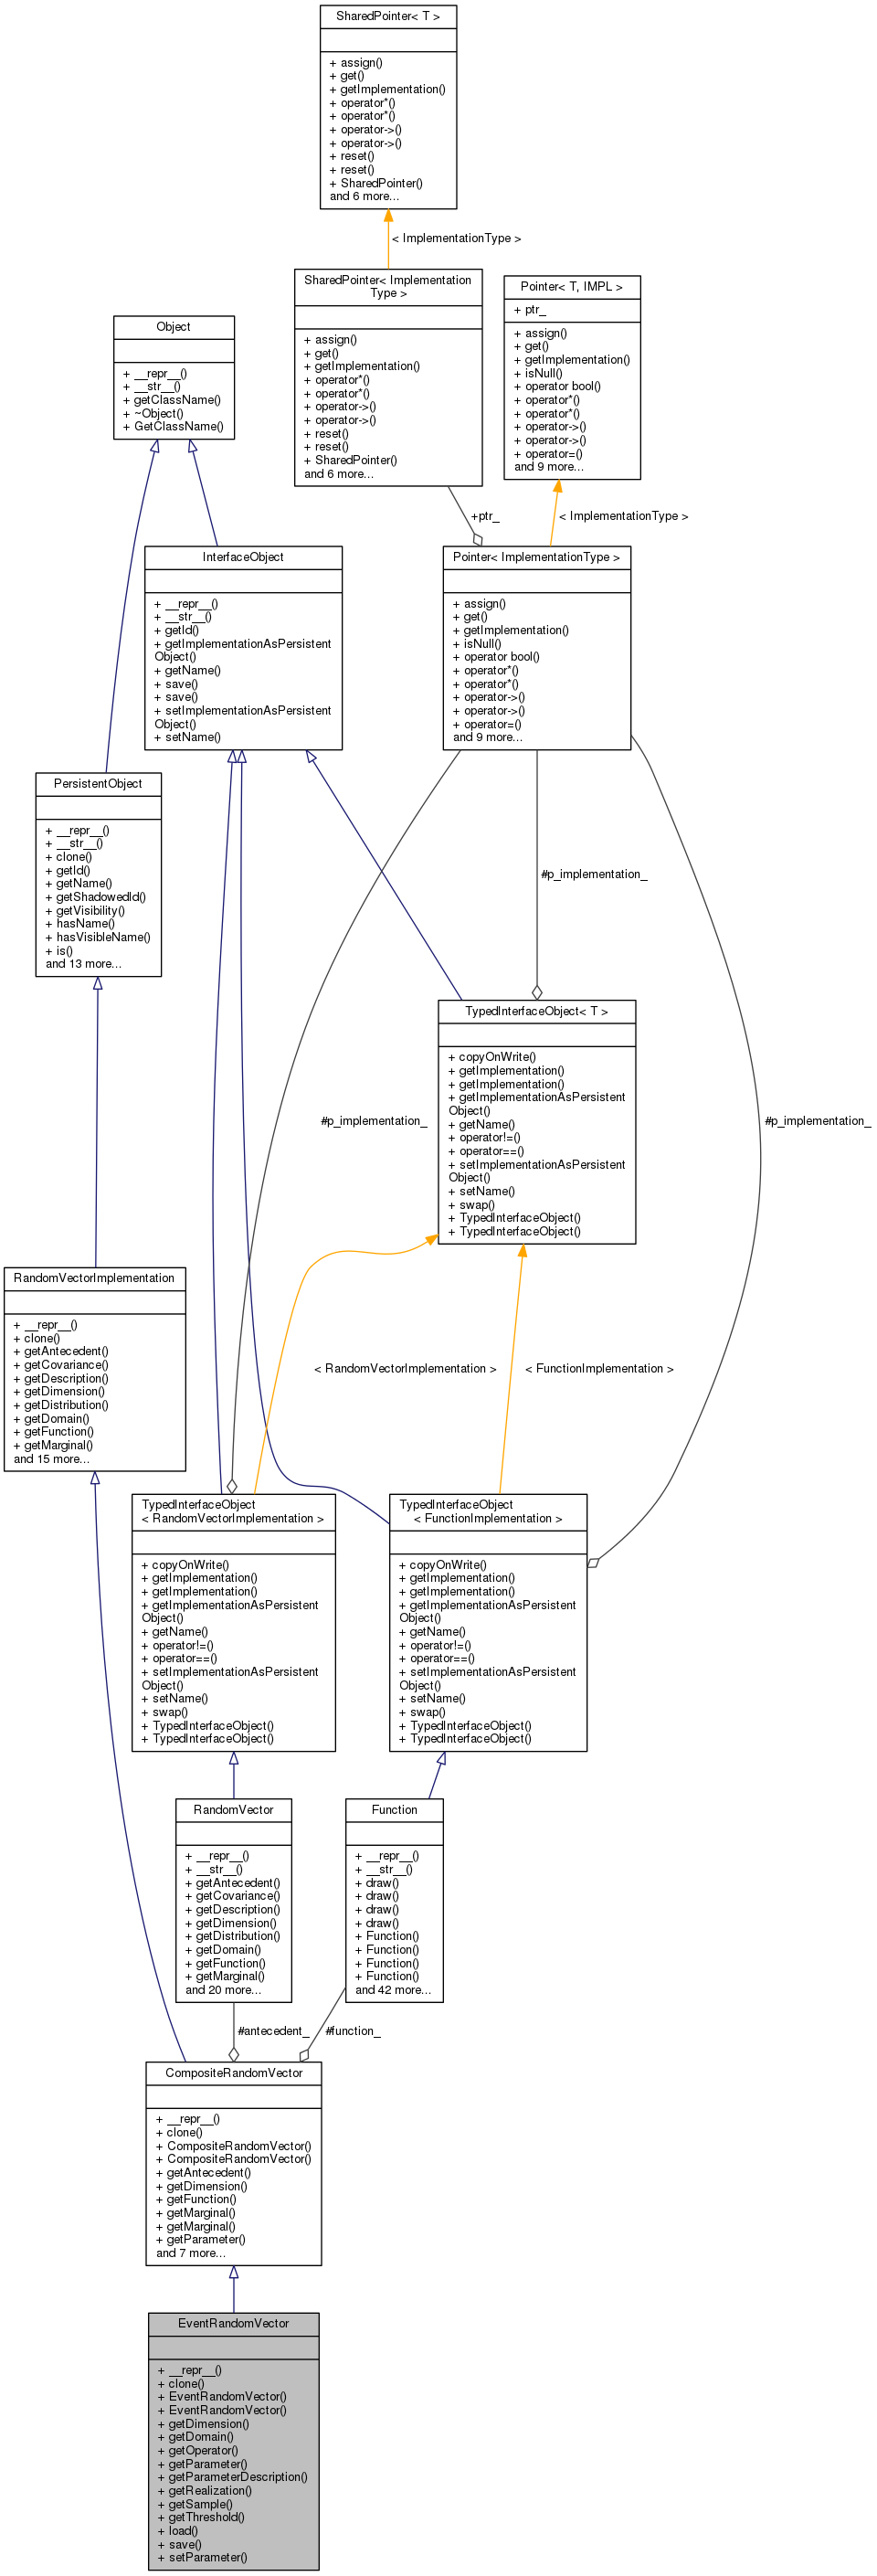 SharedPointer< T >
+ assign()
+ get()
+ getImplementation()
+ operator*()
+ operator*()
+ operator->()
+ operator->()
+ reset()
+ reset()
+ SharedPointer()
and 6 more...
< ImplementationType >
SharedPointer< Implementation
Type >
+ assign()
+ get()
+ getImplementation()
+ operator*()
+ operator*()
+ operator->()
+ operator->()
+ reset()
+ reset()
+ SharedPointer()
and 6 more...
Pointer< T, IMPL >
+ ptr_
+ assign()
+ get()
+ getImplementation()
+ isNull()
+ operator bool()
+ operator*()
+ operator*()
+ operator->()
+ operator->()
+ operator=()
and 9 more...
Object
+ __repr__()
+ __str__()
+ getClassName()
+ ~Object()
+ GetClassName()
+ptr_
< ImplementationType >
InterfaceObject
+ __repr__()
+ __str__()
+ getId()
+ getImplementationAsPersistent
Object()
+ getName()
+ save()
+ save()
+ setImplementationAsPersistent
Object()
+ setName()
Pointer< ImplementationType >
+ assign()
+ get()
+ getImplementation()
+ isNull()
+ operator bool()
+ operator*()
+ operator*()
+ operator->()
+ operator->()
+ operator=()
and 9 more...
PersistentObject
+ __repr__()
+ __str__()
+ clone()
+ getId()
+ getName()
+ getShadowedId()
+ getVisibility()
+ hasName()
+ hasVisibleName()
+ is()
and 13 more...
#p_implementation_
TypedInterfaceObject< T >
+ copyOnWrite()
+ getImplementation()
+ getImplementation()
+ getImplementationAsPersistent
Object()
+ getName()
+ operator!=()
+ operator==()
+ setImplementationAsPersistent
Object()
+ setName()
+ swap()
+ TypedInterfaceObject()
+ TypedInterfaceObject()
#p_implementation_
#p_implementation_
RandomVectorImplementation
+ __repr__()
+ clone()
+ getAntecedent()
+ getCovariance()
+ getDescription()
+ getDimension()
+ getDistribution()
+ getDomain()
+ getFunction()
+ getMarginal()
and 15 more...
< RandomVectorImplementation >
< FunctionImplementation >
TypedInterfaceObject
< RandomVectorImplementation >
+ copyOnWrite()
+ getImplementation()
+ getImplementation()
+ getImplementationAsPersistent
Object()
+ getName()
+ operator!=()
+ operator==()
+ setImplementationAsPersistent
Object()
+ setName()
+ swap()
+ TypedInterfaceObject()
+ TypedInterfaceObject()
TypedInterfaceObject
< FunctionImplementation >
+ copyOnWrite()
+ getImplementation()
+ getImplementation()
+ getImplementationAsPersistent
Object()
+ getName()
+ operator!=()
+ operator==()
+ setImplementationAsPersistent
Object()
+ setName()
+ swap()
+ TypedInterfaceObject()
+ TypedInterfaceObject()
RandomVector
+ __repr__()
+ __str__()
+ getAntecedent()
+ getCovariance()
+ getDescription()
+ getDimension()
+ getDistribution()
+ getDomain()
+ getFunction()
+ getMarginal()
and 20 more...
Function
+ __repr__()
+ __str__()
+ draw()
+ draw()
+ draw()
+ draw()
+ Function()
+ Function()
+ Function()
+ Function()
and 42 more...
#antecedent_
#function_
CompositeRandomVector
+ __repr__()
+ clone()
+ CompositeRandomVector()
+ CompositeRandomVector()
+ getAntecedent()
+ getDimension()
+ getFunction()
+ getMarginal()
+ getMarginal()
+ getParameter()
and 7 more...
EventRandomVector
+ __repr__()
+ clone()
+ EventRandomVector()
+ EventRandomVector()
+ getDimension()
+ getDomain()
+ getOperator()
+ getParameter()
+ getParameterDescription()
+ getRealization()
+ getSample()
+ getThreshold()
+ load()
+ save()
+ setParameter()